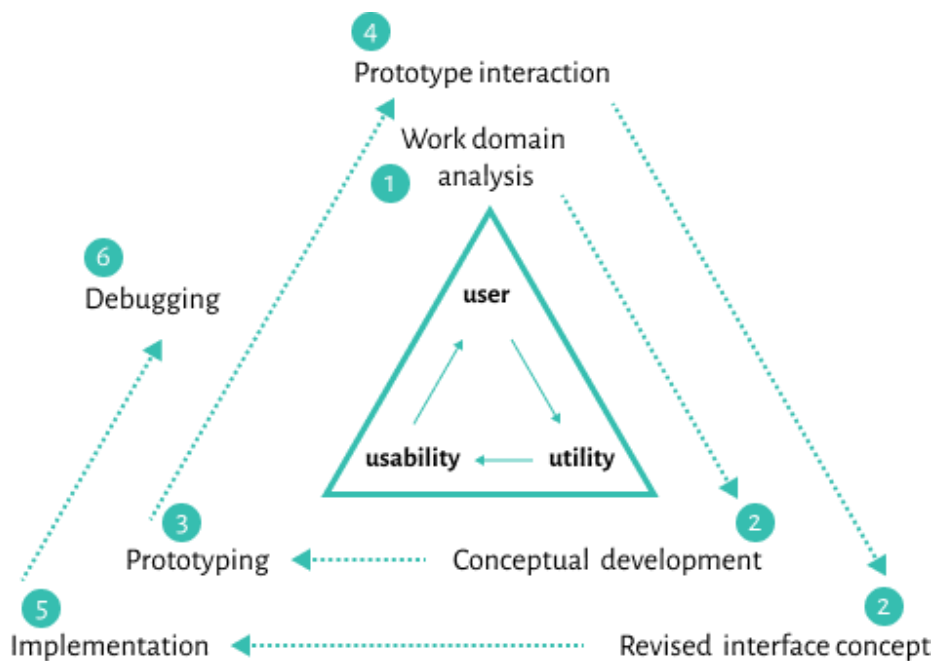 4
Prototype interaction
Work domain
analysis
1
6
Debugging
user
usability
utility
3
Prototyping
2
Conceptual development
5
Implementation
2
Revised interface concept